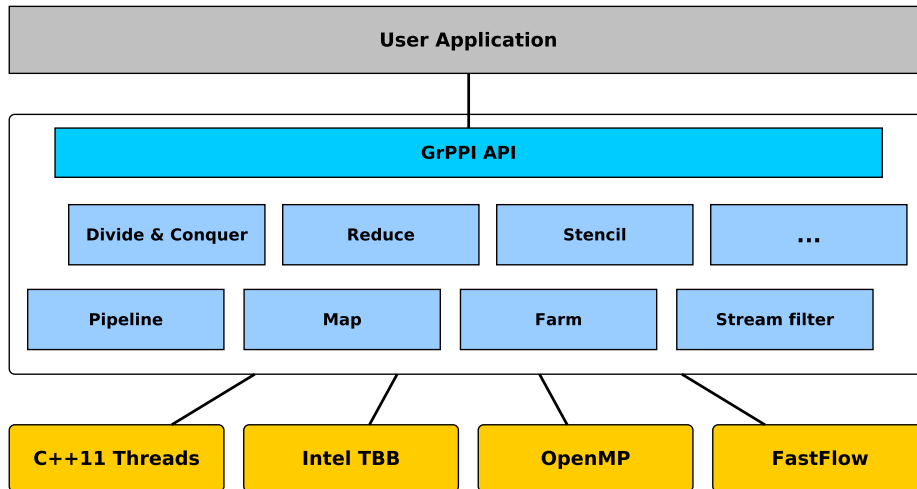 User Application
GrPPI API
Divide & Conquer
Reduce
Stencil
...
Pipeline
Map
Farm
Stream filter
C++11 Threads
Intel TBB
OpenMP
FastFlow